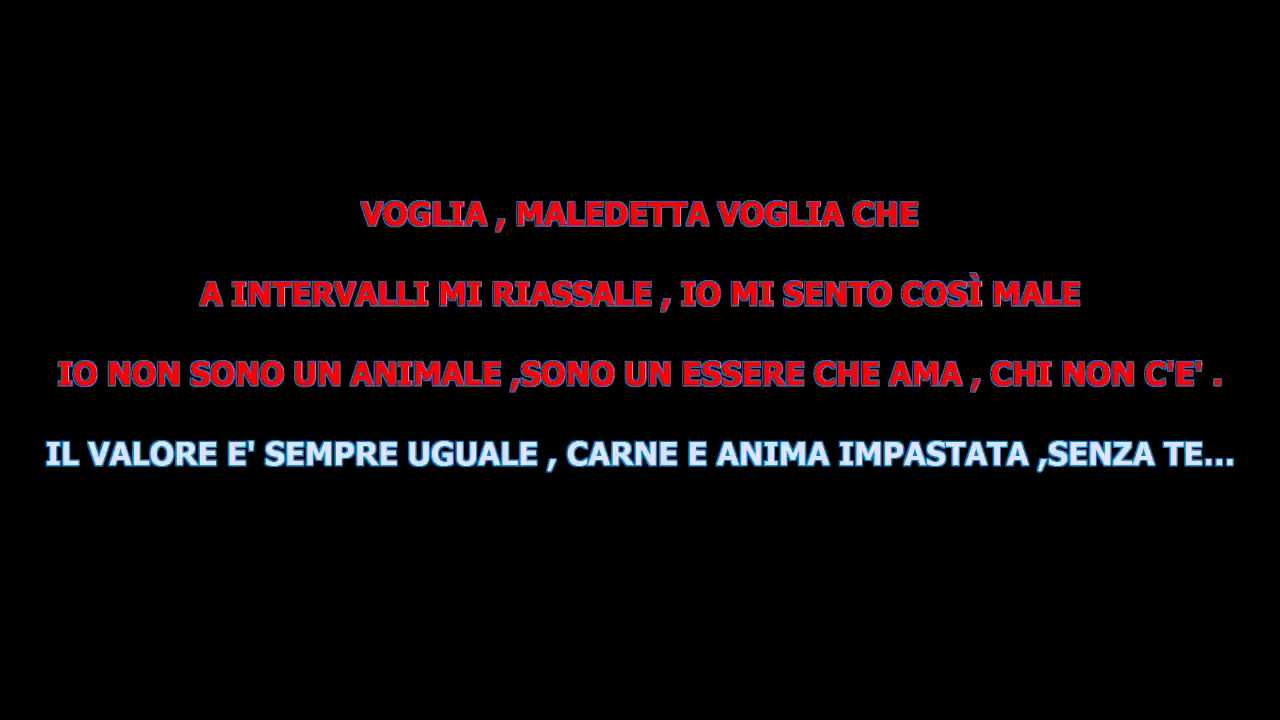 VOGLIA , MALEDETTA VOGLIA CHE
A INTERVALLI MI RIASSALE , IO MI SENTO COSÌ MALE
IO NON SONO UN ANIMALE ,SONO UN ESSERE CHE AMA , CHI NON C'E' .
IL VALORE E' SEMPRE UGUALE , CARNE E ANIMA IMPASTATA ,SENZA TE...